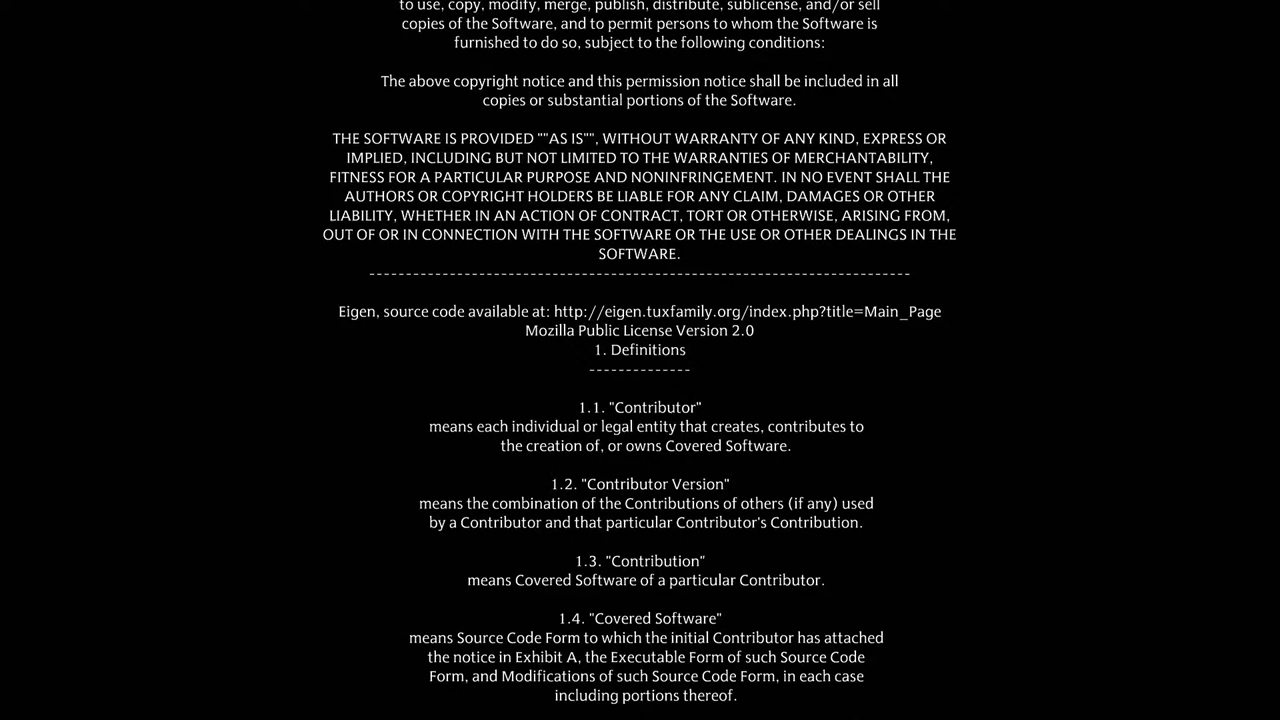 to use, copy, modify, merge, publish, distribute, sublicense, and/or sell
copies of the Software, and to permit persons to whom the Software is
furnished to do so, subject to the following conditions:
The above copyright notice and this permission notice shall be included in all
copies or substantial portions of the Software.
THE SOFTWARE IS PROVIDED ""AS IS"", WITHOUT WARRANTY OF ANY KIND, EXPRESS OR
IMPLIED, INCLUDING BUT NOT LIMITED TO THE WARRANTIES OF MERCHANTABILITY,
FITNESS FOR A PARTICULAR PURPOSE AND NONINFRINGEMENT. IN NO EVENT SHALL THE
AUTHORS OR COPYRIGHT HOLDERS BE LIABLE FOR ANY CLAIM, DAMAGES OR OTHER
LIABILITY, WHETHER IN AN ACTION OF CONTRACT, TORT OR OTHERWISE, ARISING FROM,
OUT OF OR IN CONNECTION WITH THE SOFTWARE OR THE USE OR OTHER DEALINGS IN THE
SOFTWARE.
--------------------------------------------------------------------------
Eigen, source code available at: http://eigen.tuxfamily.org/index.php?title=Main_Page
Mozilla Public License Version 2.0
1. Definitions
--------------
1.1. "Contributor"
means each individual or legal entity that creates, contributes to
the creation of, or owns Covered Software.
1.2. "Contributor Version"
means the combination of the Contributions of others (if any) used
by a Contributor and that particular Contributor's Contribution.
1.3. "Contribution"
means Covered Software of a particular Contributor.
1.4. "Covered Software"
means Source Code Form to which the initial Contributor has attached
the notice in Exhibit A, the Executable Form of such Source Code
Form, and Modifications of such Source Code Form, in each case
including portions thereof.